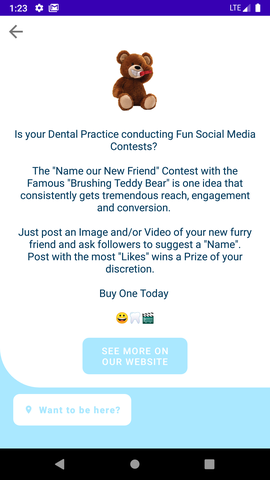 1:23
LTE
Is your Dental Practice conducting Fun Social Media
Contests?
The "Name our New Friend" Contest with the
Famous "Brushing Teddy Bear" is one idea that
consistently gets tremendous reach, engagement
and conversion.
Just post an Image and/or Video of your new furry
friend and ask followers to suggest a "Name".
Post with the most "Likes" wins a Prize of your
discretion.
Buy One Today
😃🦷🎬
SEE MORE ON
OUR WEBSITE
Want to be here?